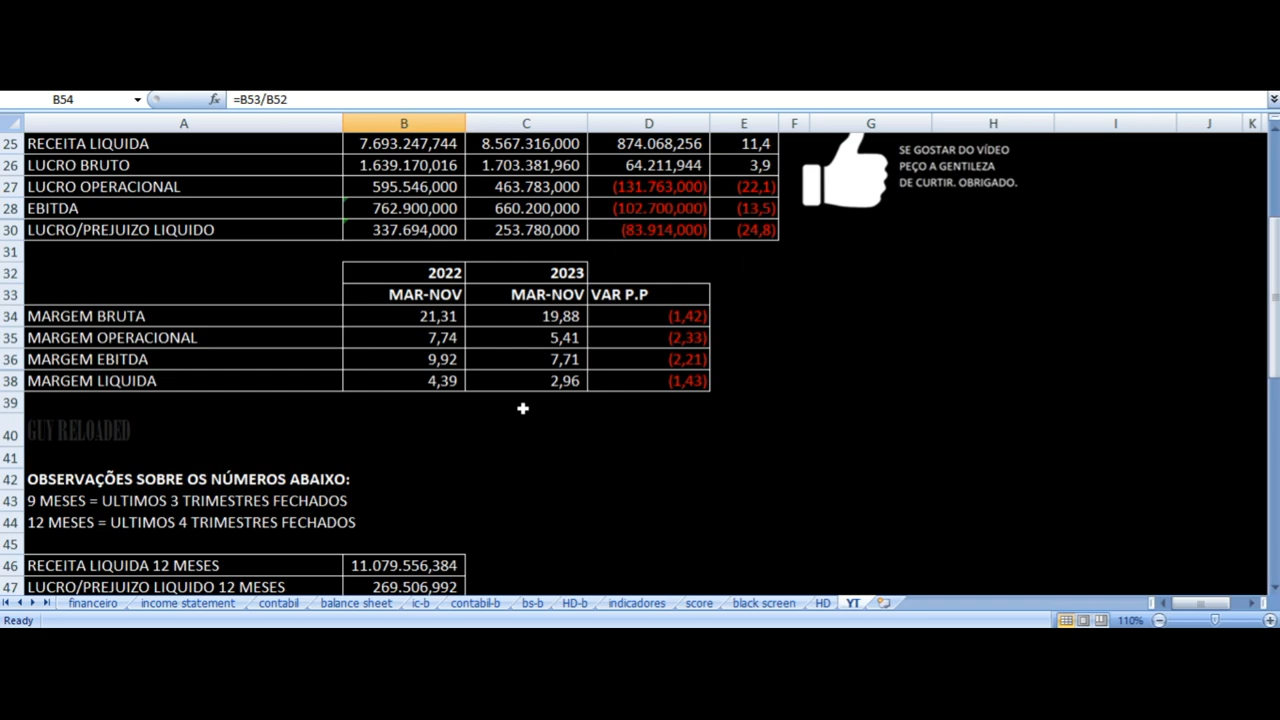 B54 fx =B53/B52
A B C D E F G H I J K
25 RECEITA LIQUIDA 7.693.247,744 8.567.316,000 874.068,256 11,4
SE GOSTAR DO VÍDEO
26 LUCRO BRUTO 1.639.170,016 1.703.381,960 64.211,944 3,9
PEÇO A GENTILEZA
27 LUCRO OPERACIONAL 595.546,000 463.783,000 (131.763,000) (22,1)
DE CURTIR. OBRIGADO.
28 EBITDA 762.900,000 660.200,000 (102.700,000) (13,5)
30 LUCRO/PREJUIZO LIQUIDO 337.694,000 253.780,000 (83.914,000) (24,8)
31
32 2022 2023
33 MAR-NOV MAR-NOV VAR P.P
34 MARGEM BRUTA 21,31 19,88 (1,42)
35 MARGEM OPERACIONAL 7,74 5,41 (2,33)
36 MARGEM EBITDA 9,92 7,71 (2,21)
38 MARGEM LIQUIDA 4,39 2,96 (1,43)
39
40 GUY RELOADED
41
42 OBSERVAÇÕES SOBRE OS NÚMEROS ABAIXO:
43 9 MESES = ULTIMOS 3 TRIMESTRES FECHADOS
44 12 MESES = ULTIMOS 4 TRIMESTRES FECHADOS
45
46 RECEITA LIQUIDA 12 MESES 11.079.556,384
47 LUCRO/PREJUIZO LIQUIDO 12 MESES 269.506,992
financeiro income statement contabil balance sheet ic-b contabil-b bs-b HD-b indicadores score black screen HD YT
Ready 110%